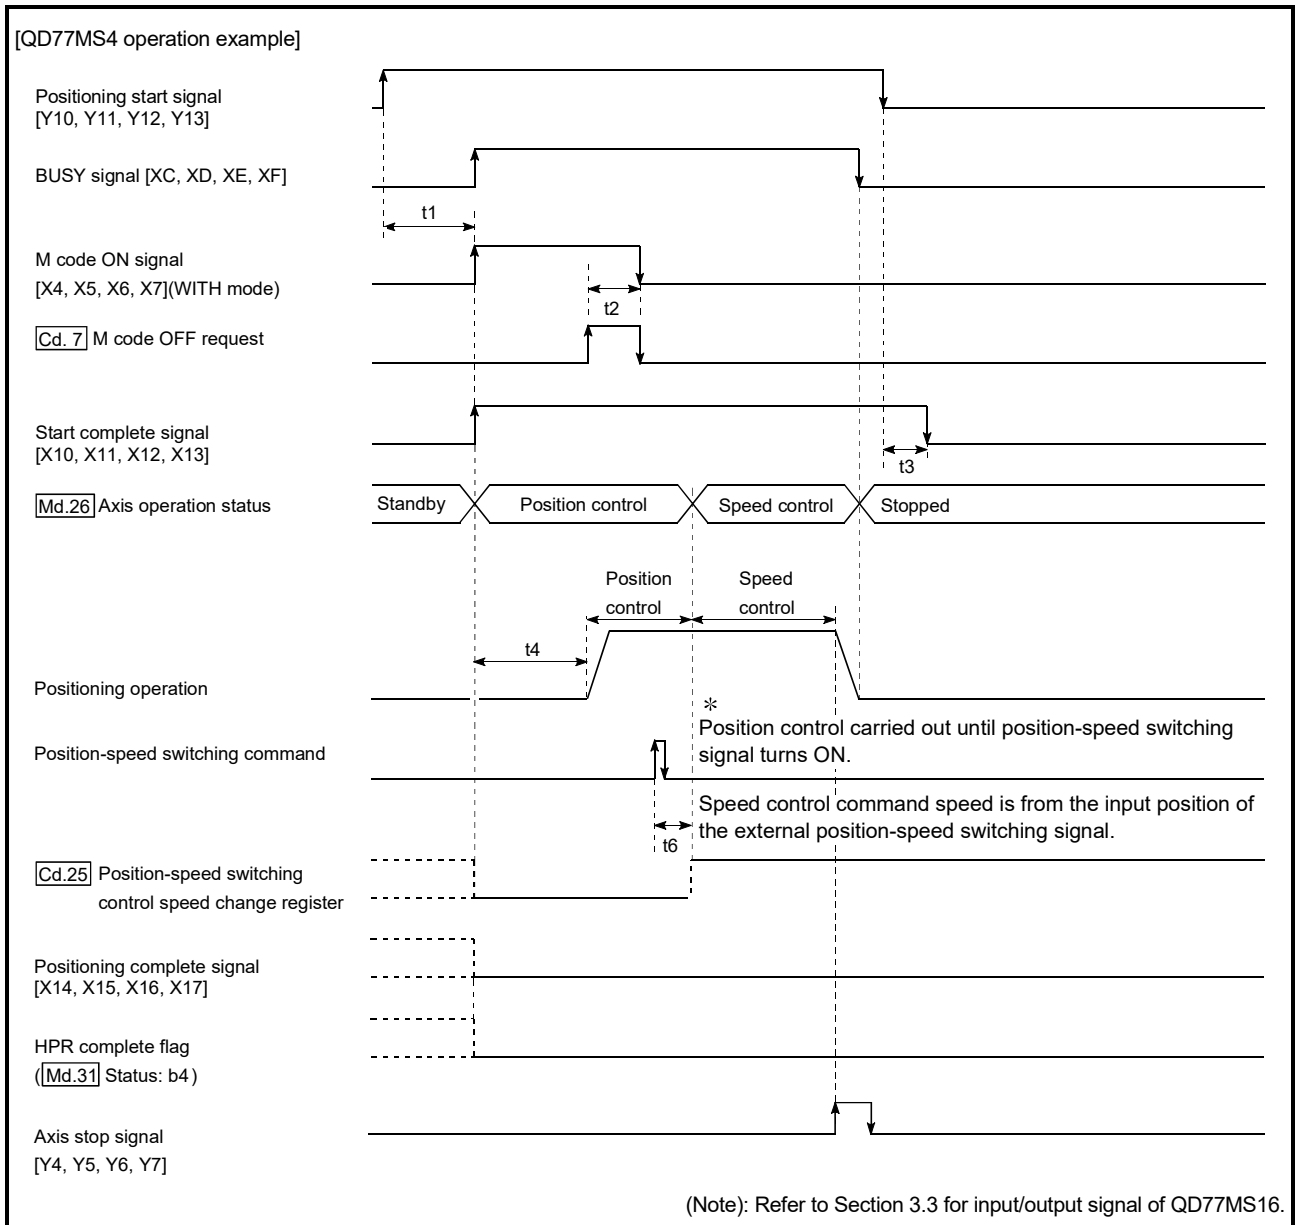 [QD77MS4 operation example]
Positioning start signal
[Y10, Y11, Y12, Y13]
BUSY signal [XC, XD, XE, XF]
t1
M code ON signal
[X4, X5, X6, X7](WITH mode)
t2
Cd. 7 M code OFF request
Start complete signal
[X10, X11, X12, X13]
t3
Md.26 Axis operation status
Standby
Position control
Speed control
Stopped
Position
control
Speed
control
t4
Positioning operation
*
Position control carried out until position-speed switching
signal turns ON.
Position-speed switching command
Speed control command speed is from the input position of
the external position-speed switching signal.
t6
Cd.25 Position-speed switching
control speed change register
Positioning complete signal
[X14, X15, X16, X17]
HPR complete flag
( Md.31 Status: b4 )
Axis stop signal
[Y4, Y5, Y6, Y7]
(Note): Refer to Section 3.3 for input/output signal of QD77MS16.